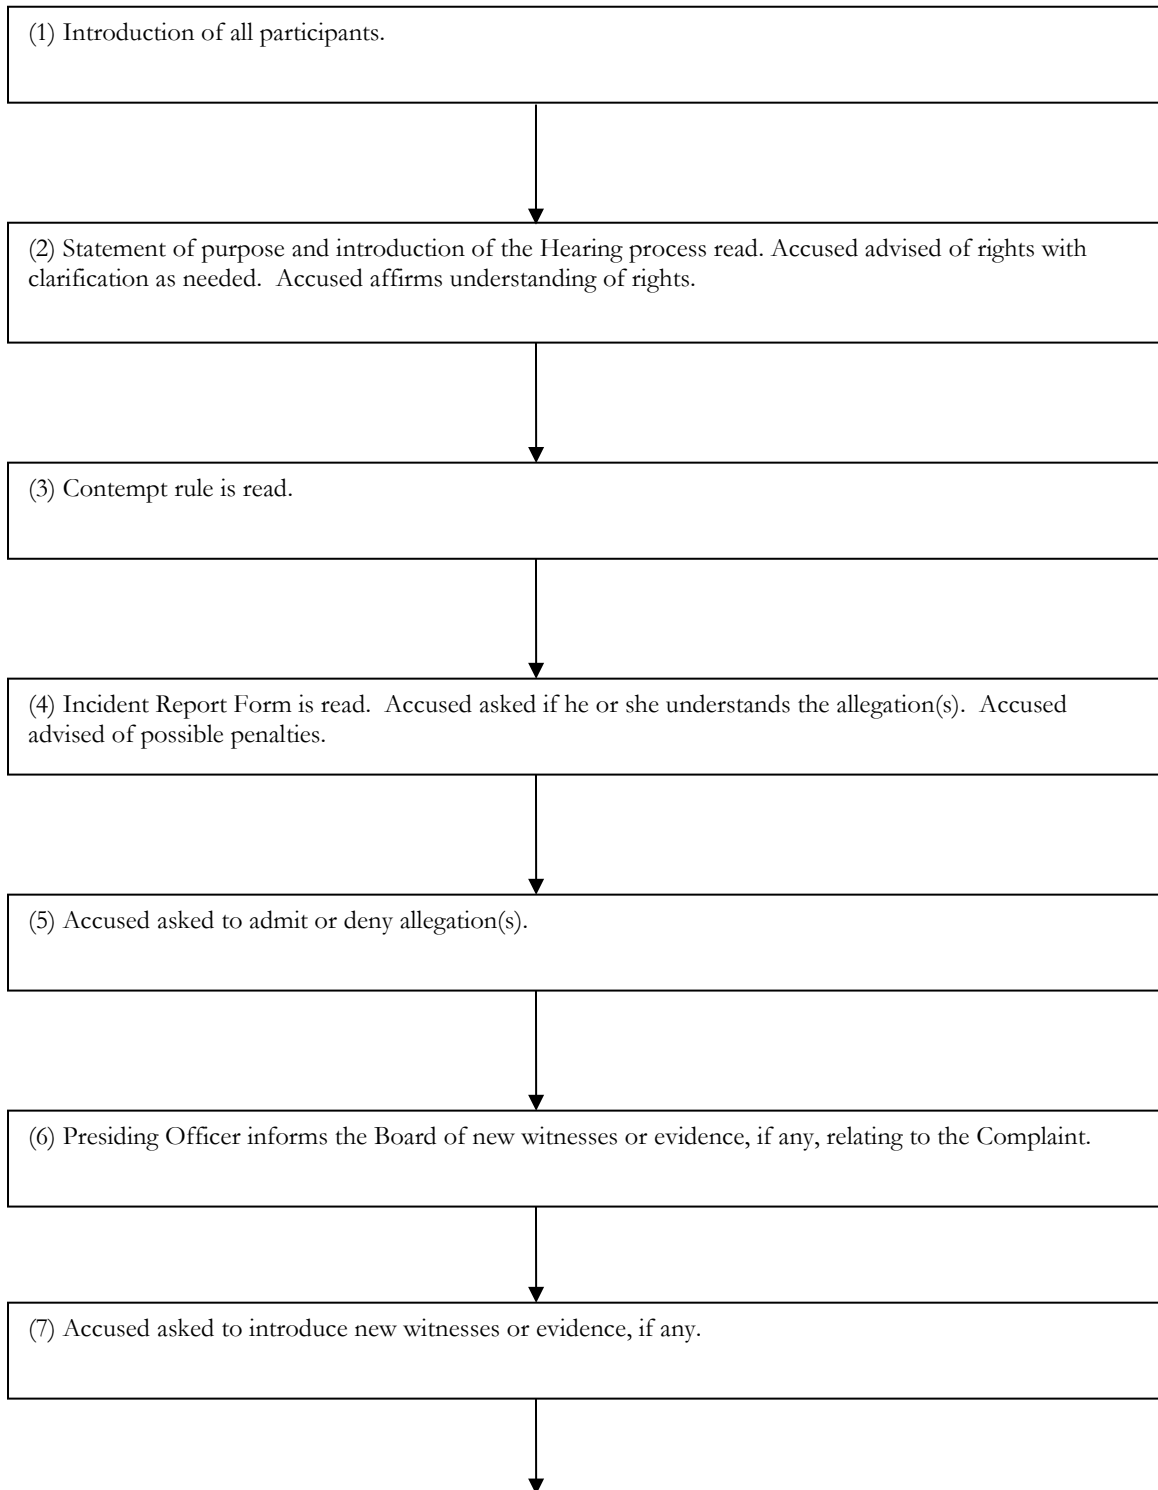 (1) Introduction of all participants.
(2) Statement of purpose and introduction of the Hearing process read. Accused advised of rights with
clarification as needed.  Accused affirms understanding of rights.
(3) Contempt rule is read.
(4) Incident Report Form is read.  Accused asked if he or she understands the allegation(s).  Accused
advised of possible penalties.
(5) Accused asked to admit or deny allegation(s).
(6) Presiding Officer informs the Board of new witnesses or evidence, if any, relating to the Complaint.
(7) Accused asked to introduce new witnesses or evidence, if any.